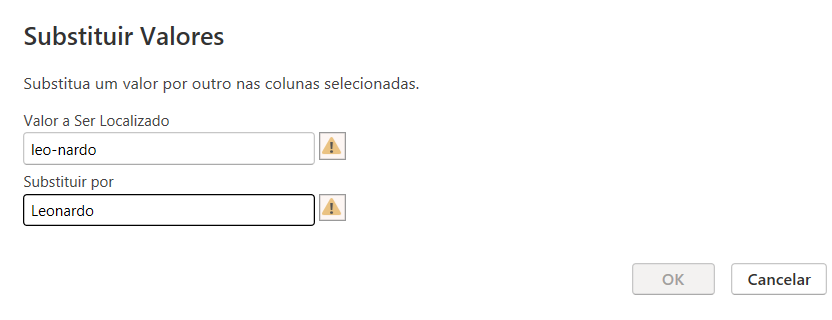 Substituir Valores
Substitua um valor por outro nas colunas selecionadas.
Valor a Ser Localizado
leo-nardo
Substituir por
Leonardo
OK Cancelar